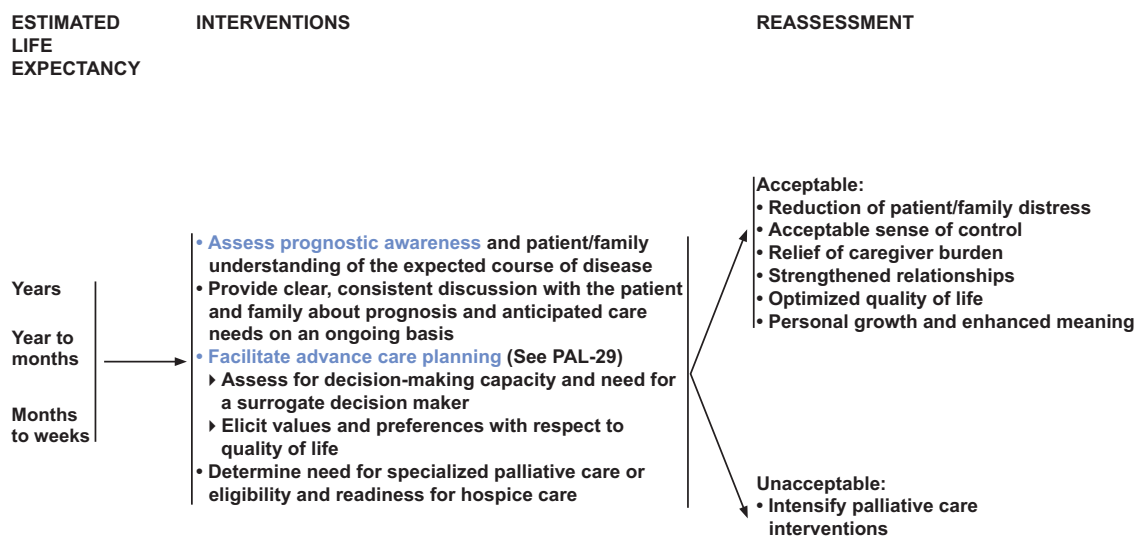 ESTIMATED
LIFE
EXPECTANCY
INTERVENTIONS
REASSESSMENT
Years
Year to
months
Months
to weeks
• Assess prognostic awareness and patient/family
understanding of the expected course of disease
• Provide clear, consistent discussion with the patient
and family about prognosis and anticipated care
needs on an ongoing basis
• Facilitate advance care planning (See PAL-29)
▸ Assess for decision-making capacity and need for
a surrogate decision maker
▸ Elicit values and preferences with respect to
quality of life
• Determine need for specialized palliative care or
eligibility and readiness for hospice care
Acceptable:
• Reduction of patient/family distress
• Acceptable sense of control
• Relief of caregiver burden
• Strengthened relationships
• Optimized quality of life
• Personal growth and enhanced meaning
Unacceptable:
• Intensify palliative care
interventions